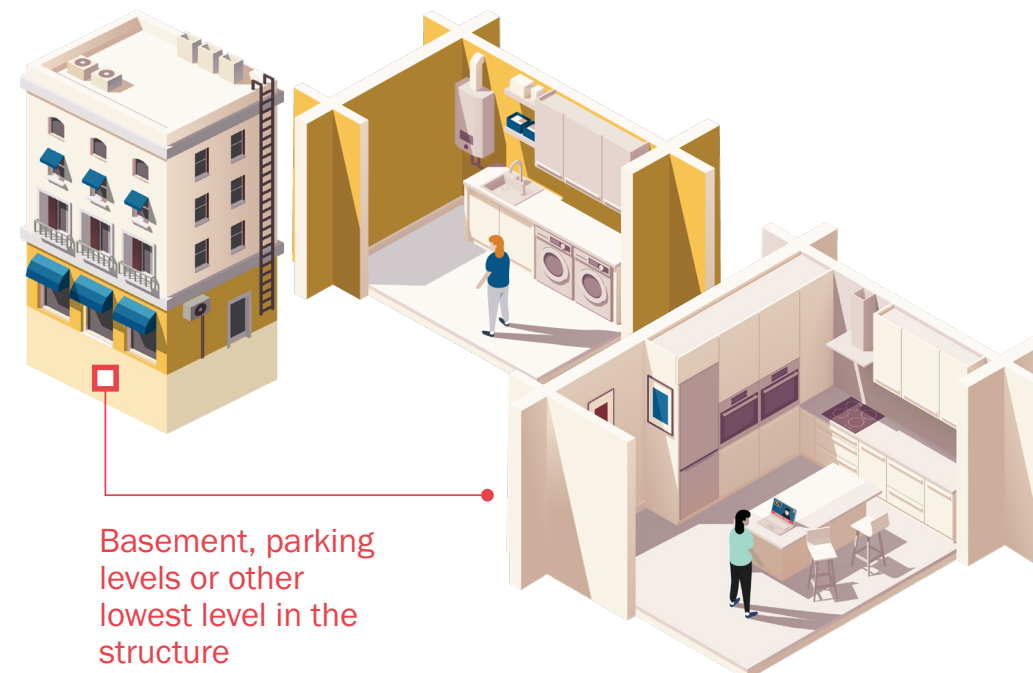 Basement, parking
levels or other
lowest level in the
structure